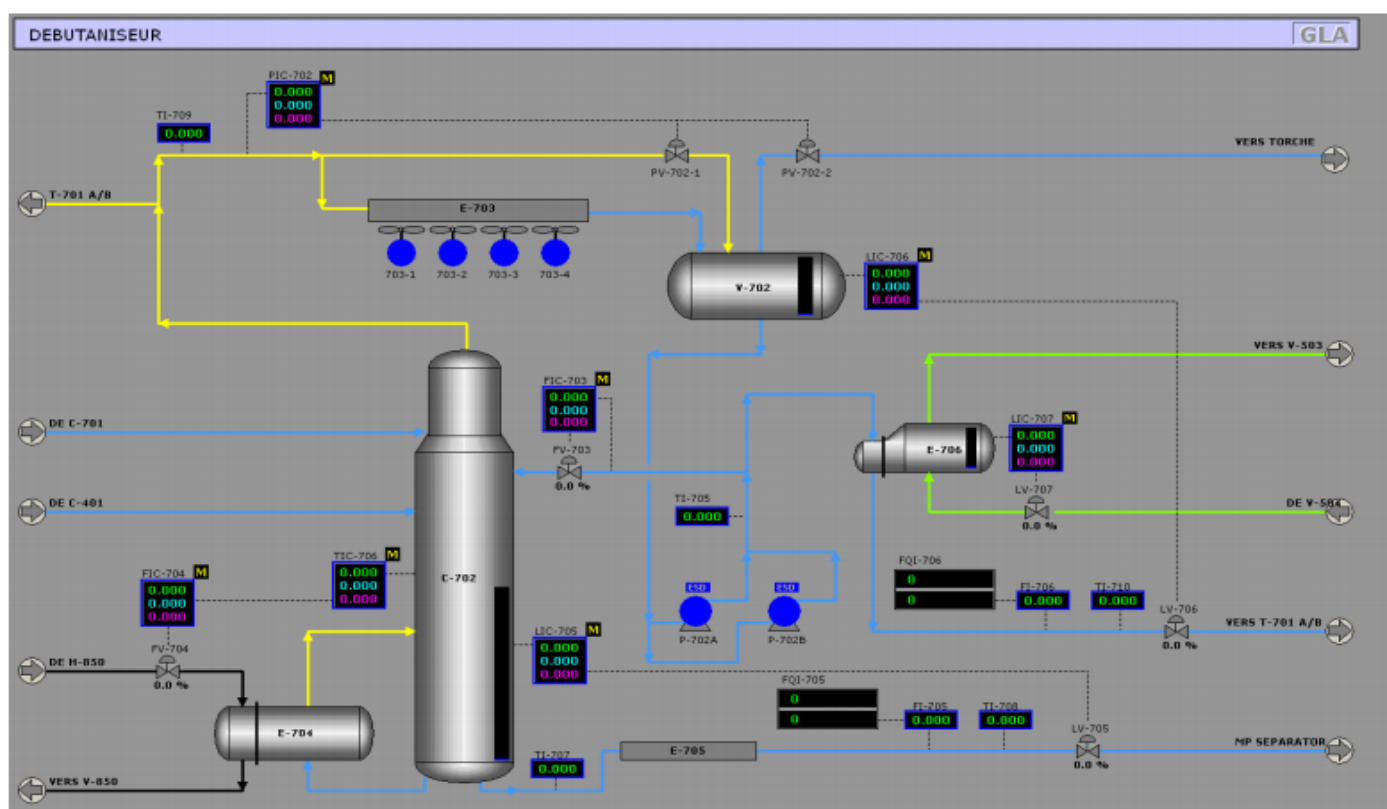 DEBUTANISEUR
GLA
PIC-702
M
0.000
0.000
0.000
TI-709
0.000
VERS TORCHE
PV-702-1
PV-702-2
T-701 A/B
E-703
703-1
703-2
703-3
703-4
LIC-706
M
0.000
0.000
0.000
V-702
VERS V-503
FIC-703
M
0.000
0.000
0.000
DE C-701
LIC-707
M
0.000
0.000
0.000
E-706
FV-703
0.0 %
LV-707
0.0 %
DE C-401
TI-705
0.000
TIC-706
M
0.000
0.000
0.000
C-702
FIC-704
M
0.000
0.000
0.000
FQI-706
0
0
FI-706
0.000
TI-710
0.000
ESD
P-702A
ESD
P-702B
LV-706
0.0 %
VERS T-701 A/B
LIC-705
M
0.000
0.000
0.000
DE H-850
FV-704
0.0 %
FQI-705
0
0
FI-705
0.000
TI-708
0.000
E-704
TI-707
0.000
E-705
LV-705
0.0 %
MP SEPARATOR
VERS V-850